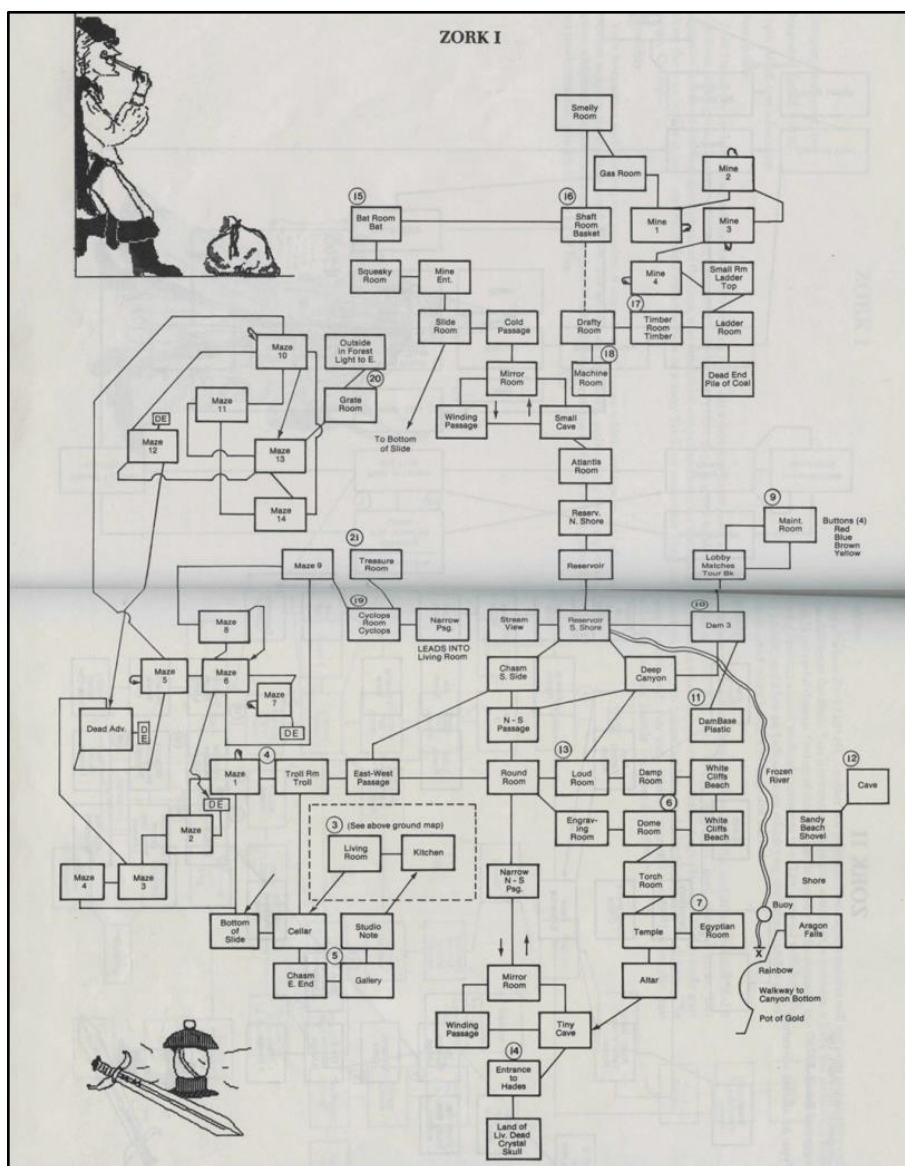 ZORK I
Smelly
Room
Gas Room
Mine
2
15
Bat Room
Bat
16
Shaft
Room
Basket
Mine
1
Mine
3
Squeeky
Room
Mine
Ent.
Mine
4
Small Rm
Ladder
Top
17
Slide
Room
Cold
Passage
Drafty
Room
Timber
Room
Timber
Ladder
Room
Maze
10
Outside
in Forest
Light to E.
20
Mirror
Room
18
Machine
Room
Dead End
Pile of Coal
Maze
11
Grate
Room
Winding
Passage
Small
Cave
DE
Maze
12
Maze
13
To Bottom
of Slide
Atlantis
Room
Maze
14
Reserv.
N. Shore
9
Maint.
Room
Buttons (4)
Red
Blue
Brown
Yellow
21
Treasure
Room
Maze 9
Reservoir
Lobby
Matches
Tour Bk
19
Cyclops
Room
Cyclops
Narrow
Psg.
LEADS INTO
Living Room
Stream
View
Reservoir
S. Shore
10
Dam 3
Maze
8
Maze
5
Maze
6
Chasm
S. Side
Deep
Canyon
Maze
7
DE
11
DamBase
Plastic
Dead Adv.
D
E
N - S
Passage
4
Maze
1
Troll Rm
Troll
East-West
Passage
Round
Room
13
Loud
Room
Damp
Room
White
Cliffs
Beach
Frozen
River
12
Cave
DE
Maze
2
3
(See above ground map)
Living
Room
Kitchen
Engrav-
ing Room
6
Dome
Room
White
Cliffs
Beach
Sandy
Beach
Shovel
Maze
4
Maze
3
Narrow
N - S
Psg.
Torch
Room
Shore
Buoy
Bottom
of
Slide
Cellar
Studio
Note
7
Temple
Egyptian
Room
Aragon
Falls
X
5
Chasm
E. End
Gallery
Mirror
Room
Altar
Rainbow
Walkway to
Canyon Bottom
Pot of Gold
Winding
Passage
Tiny
Cave
14
Entrance
to
Hades
Land of
Liv. Dead
Crystal
Skull